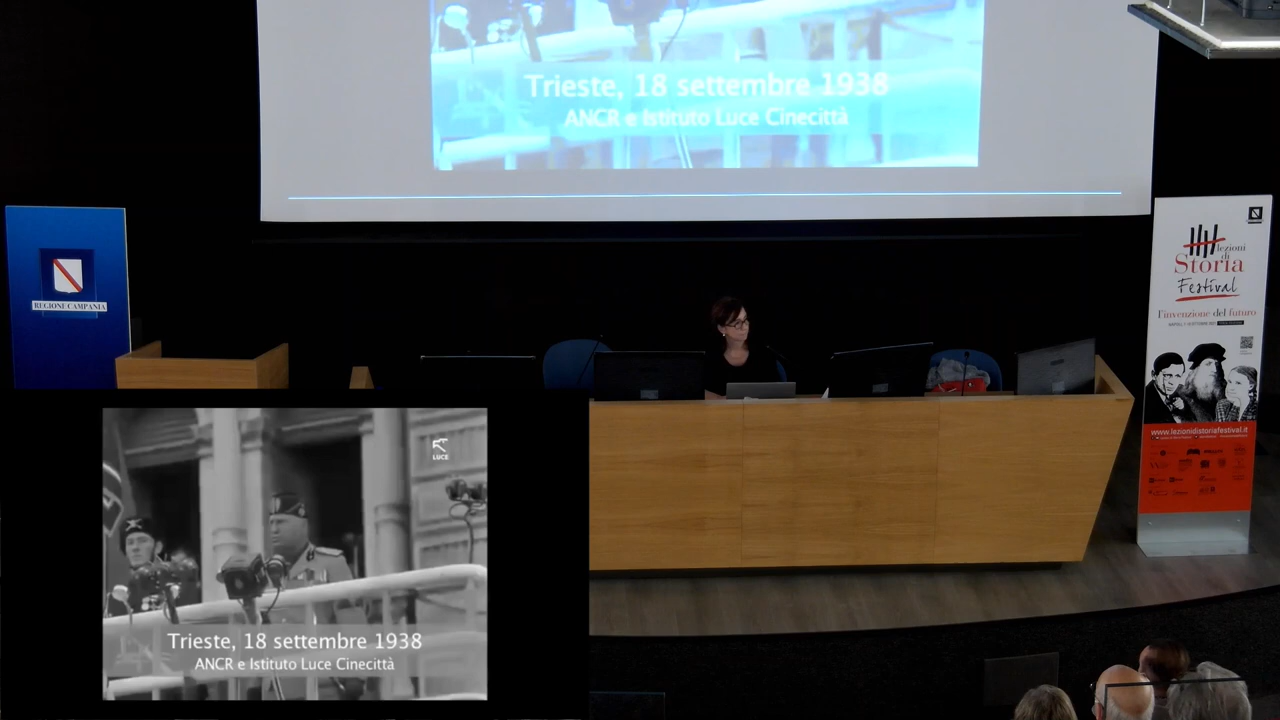 Trieste, 18 settembre 1938
ANCR e Istituto Luce Cinecittà
REGIONE CAMPANIA
lezioni
di
Storia
Festival
l'invenzione del futuro
www.lezionidistoriafestival.it
LUCE
Trieste, 18 settembre 1938
ANCR e Istituto Luce Cinecittà